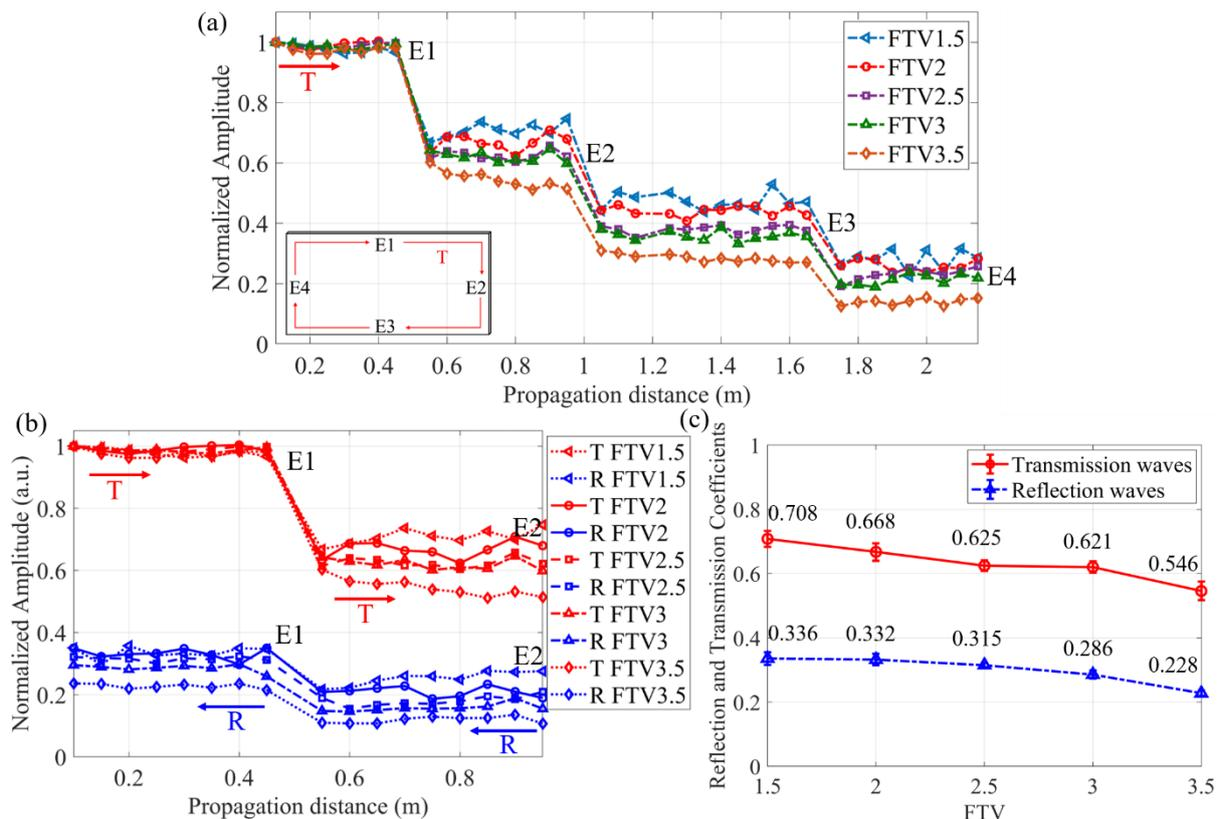 (a)
Normalized Amplitude
1
0.8
0.6
0.4
0.2
0
T
E1
E2
E3
E4
FTV1.5
FTV2
FTV2.5
FTV3
FTV3.5
E1
T
E4
E2
E3
0.2
0.4
0.6
0.8
1
1.2
1.4
1.6
1.8
2
Propagation distance (m)
(b)
Normalized Amplitude (a.u.)
1
0.8
0.6
0.4
0.2
0
T
E1
E2
T
E1
E2
R
R
0.2
0.4
0.6
0.8
Propagation distance (m)
T FTV1.5
R FTV1.5
T FTV2
R FTV2
T FTV2.5
R FTV2.5
T FTV3
R FTV3
T FTV3.5
R FTV3.5
(c)
Reflection and Transmission Coefficients
1
0.8
0.6
0.4
0.2
0
Transmission waves
Reflection waves
0.708
0.668
0.625
0.621
0.546
0.336
0.332
0.315
0.286
0.228
1.5
2
2.5
3
3.5
FTV